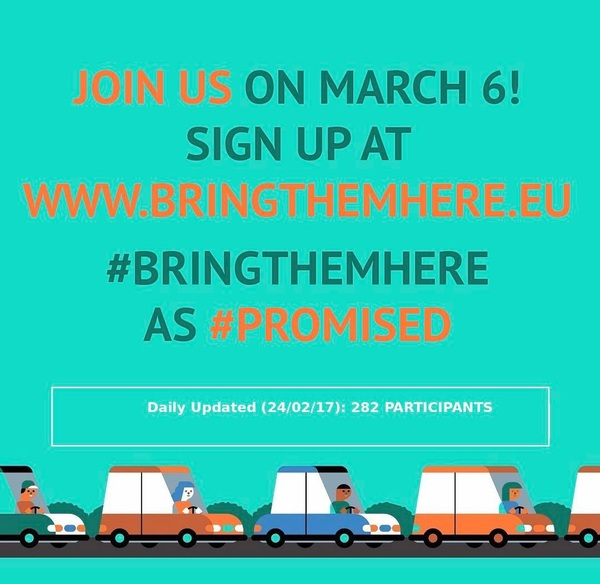 JOIN US ON MARCH 6!
SIGN UP AT
WWW.BRINGTHEMHERE.EU
#BRINGTHEMHERE
AS #PROMISED
Daily Updated (24/02/17): 282 PARTICIPANTS